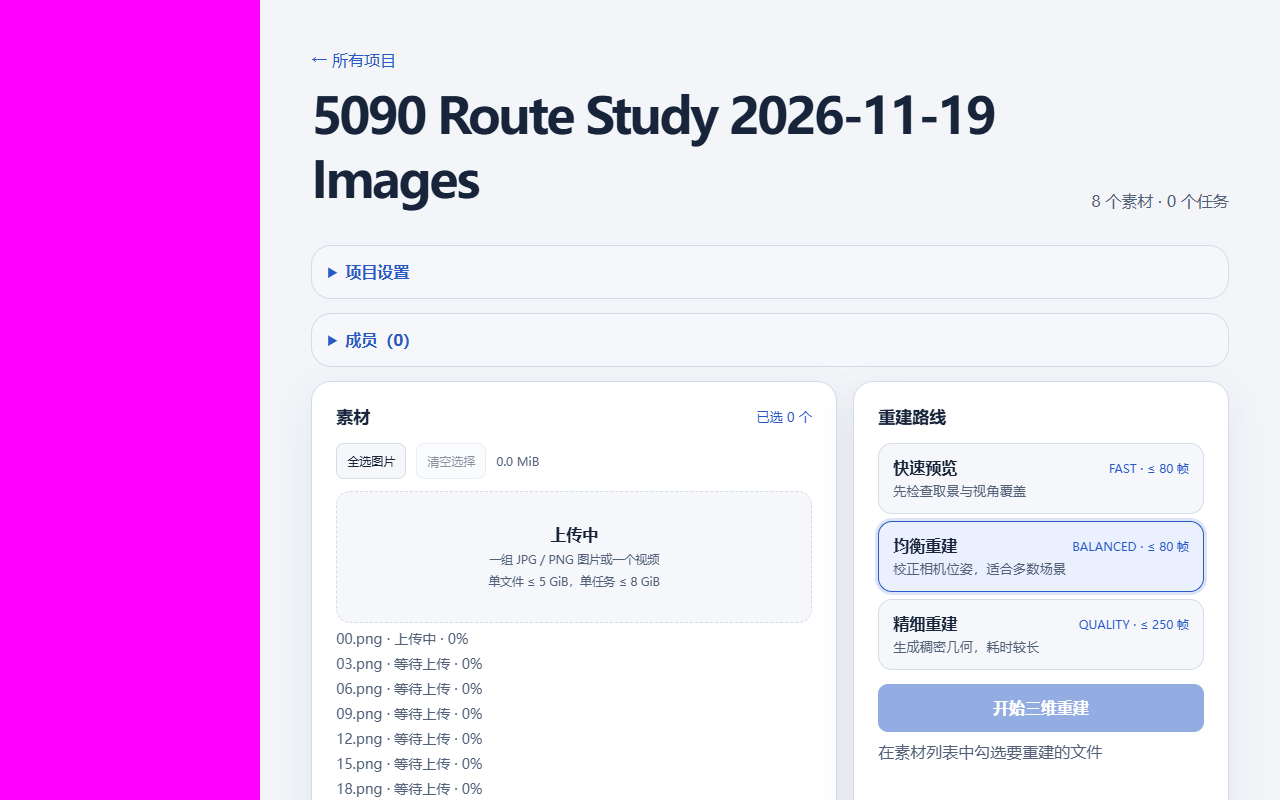 ← 所有项目
5090 Route Study 2026-11-19
Images
8 个素材 · 0 个任务
▶ 项目设置
▶ 成员（0）
素材
已选 0 个
全选图片
清空选择
0.0 MiB
上传中
一组 JPG / PNG 图片或一个视频
单文件 ≤ 5 GiB，单任务 ≤ 8 GiB
00.png · 上传中 · 0%
03.png · 等待上传 · 0%
06.png · 等待上传 · 0%
09.png · 等待上传 · 0%
12.png · 等待上传 · 0%
15.png · 等待上传 · 0%
18.png · 等待上传 · 0%
重建路线
快速预览
FAST · ≤ 80 帧
先检查取景与视角覆盖
均衡重建
BALANCED · ≤ 80 帧
校正相机位姿，适合多数场景
精细重建
QUALITY · ≤ 250 帧
生成稠密几何，耗时较长
开始三维重建
在素材列表中勾选要重建的文件